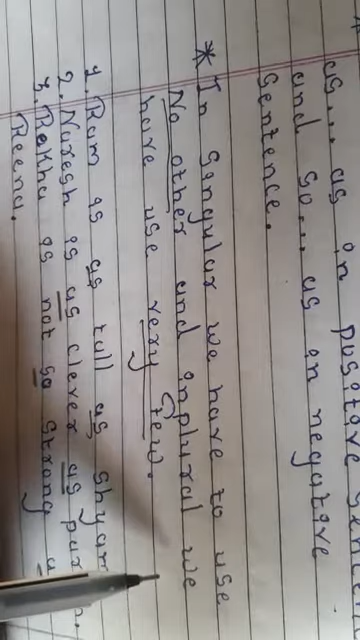 as... as in positive senten
and so... as in negative
sentence.
* In singular we have to use
No other and in plural we
have use very few.
1. Ram is as tall as Shyam
2. Naresh is as clever as
3. Rekha is not so strong
Reena.